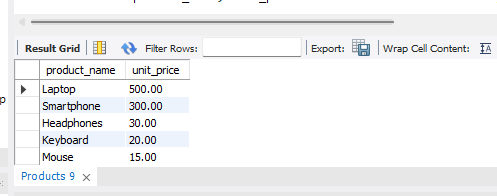 Result Grid Filter Rows: Export: Wrap Cell Content: IA
product_name unit_price
Laptop 500.00
Smartphone 300.00
Headphones 30.00
Keyboard 20.00
Mouse 15.00
Products 9